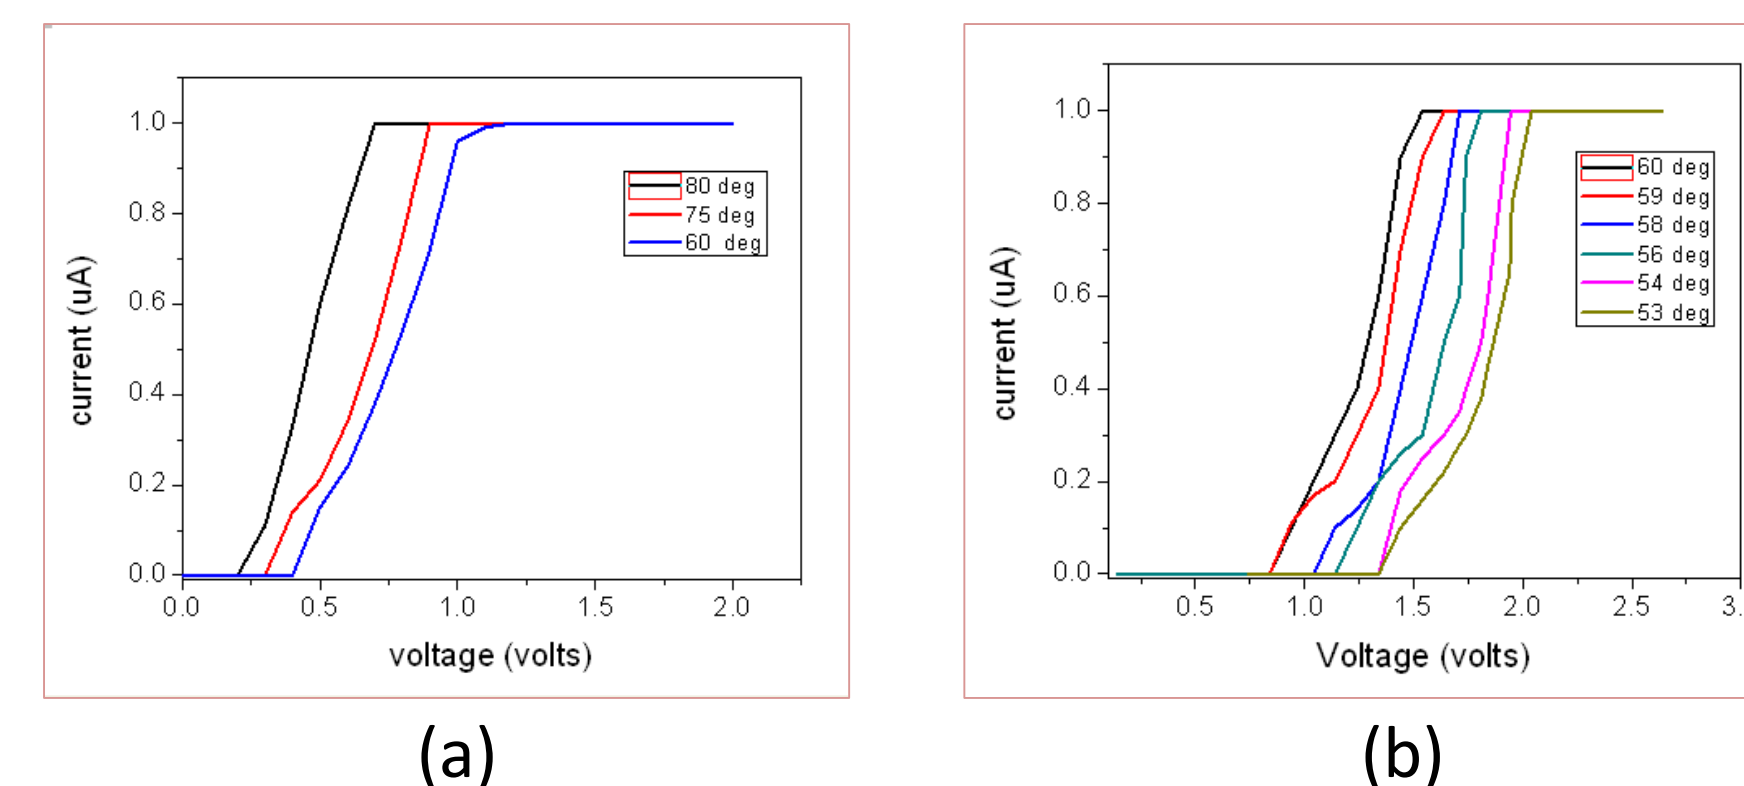 1.0
0.8
0.6
0.4
0.2
0.0
current (uA)
0.0 0.5 1.0 1.5 2.0
voltage (volts)
80 deg
75 deg
60 deg
(a)
1.0
0.8
0.6
0.4
0.2
0.0
current (uA)
0.5 1.0 1.5 2.0 2.5 3.
Voltage (volts)
60 deg
59 deg
58 deg
56 deg
54 deg
53 deg
(b)